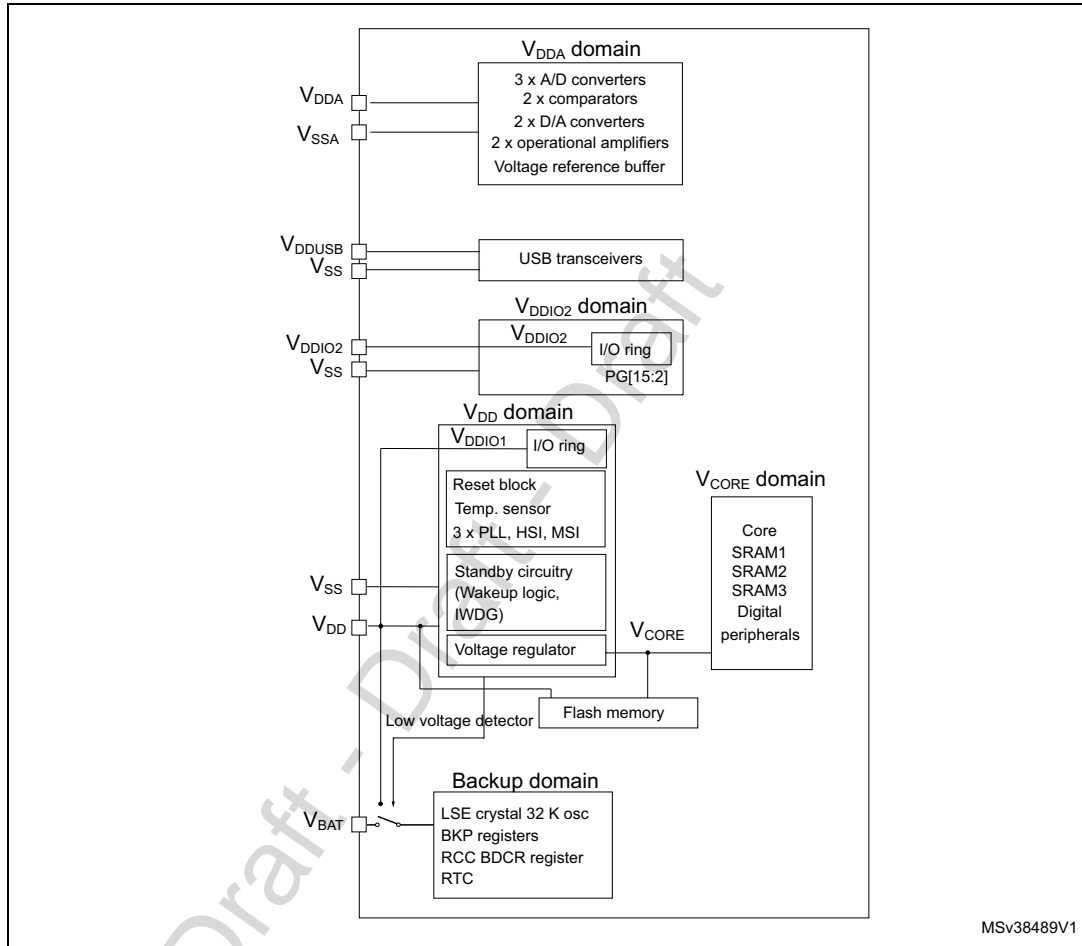 VDDA domain
3 x A/D converters
2 x comparators
2 x D/A converters
2 x operational amplifiers
Voltage reference buffer
VDDA
VSSA
VDDUSB
VSS
USB transceivers
VDDIO2 domain
VDDIO2
VDDIO2
VSS
I/O ring
PG[15:2]
VDD domain
VDDIO1
I/O ring
Reset block
Temp. sensor
3 x PLL, HSI, MSI
Standby circuitry
(Wakeup logic,
IWDG)
Voltage regulator
VSS
VDD
VCORE
VCORE domain
Core
SRAM1
SRAM2
SRAM3
Digital
peripherals
Flash memory
Low voltage detector
Backup domain
VBAT
LSE crystal 32 K osc
BKP registers
RCC BDCR register
RTC
MSv38489V1
Draft - Draft - Draft - Draft